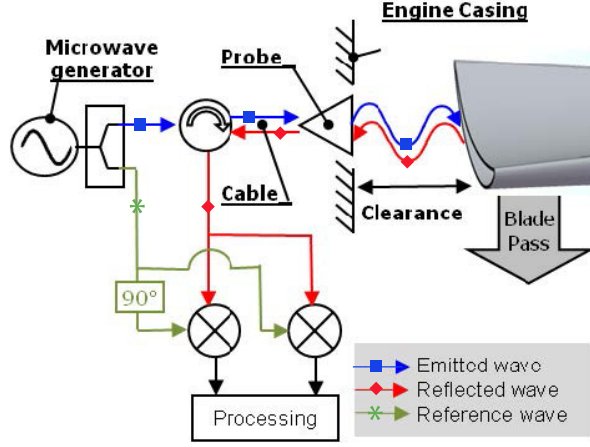 Engine Casing
Microwave
generator
Probe
Cable
Clearance
Blade
Pass
90°
Processing
Emitted wave
Reflected wave
Reference wave